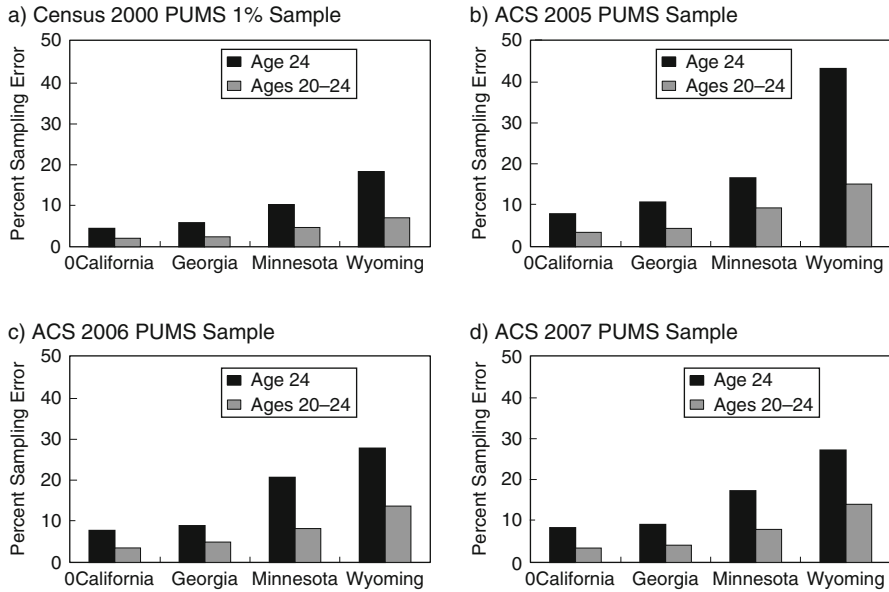 a) Census 2000 PUMS 1% Sample
Percent Sampling Error
50
40
30
20
10
0
Age 24
Ages 20–24
0California Georgia Minnesota Wyoming
b) ACS 2005 PUMS Sample
Percent Sampling Error
50
40
30
20
10
0
Age 24
Ages 20–24
0California Georgia Minnesota Wyoming
c) ACS 2006 PUMS Sample
Percent Sampling Error
50
40
30
20
10
0
Age 24
Ages 20–24
0California Georgia Minnesota Wyoming
d) ACS 2007 PUMS Sample
Percent Sampling Error
50
40
30
20
10
0
Age 24
Ages 20–24
0California Georgia Minnesota Wyoming